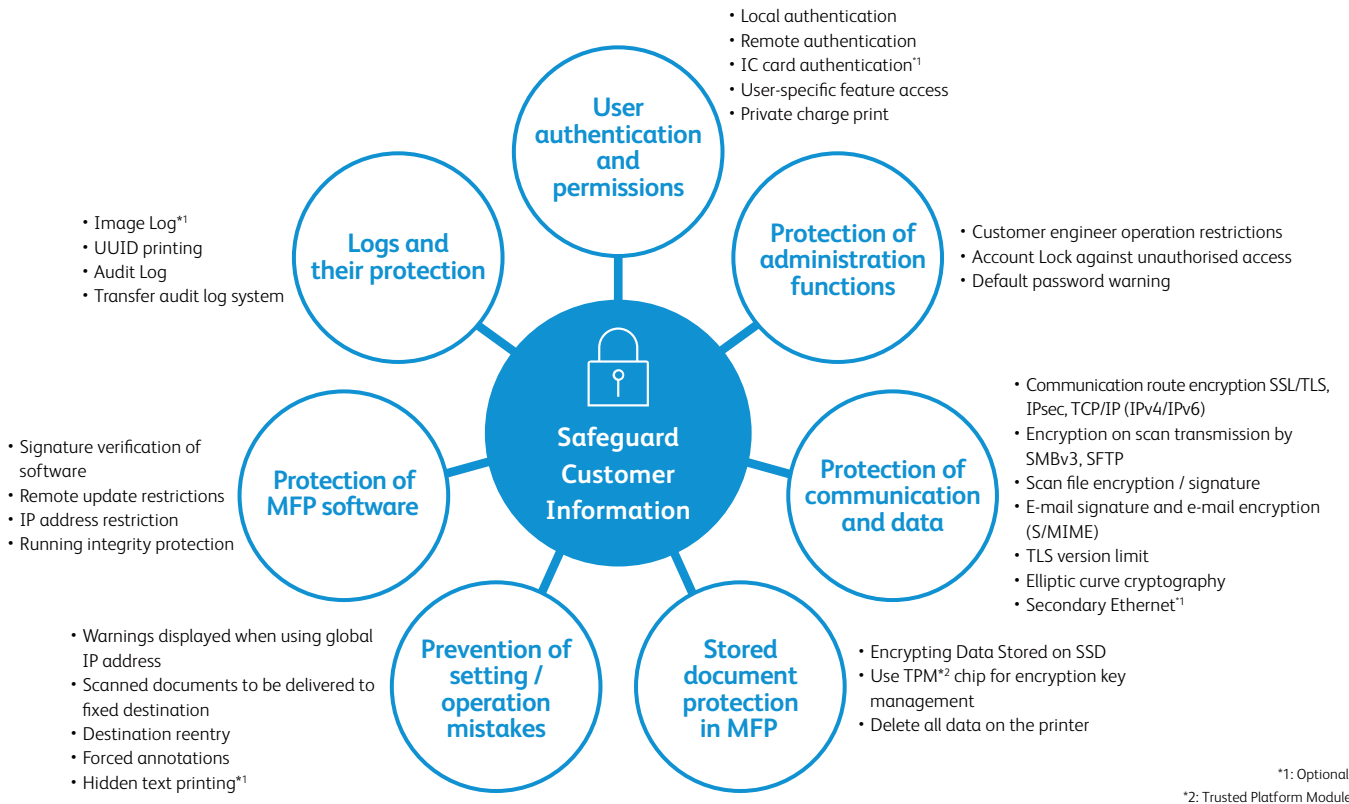 • Local authentication
• Remote authentication
• IC card authentication*1
• User-specific feature access
• Private charge print
User
authentication
and
permissions
• Image Log*1
• UUID printing
• Audit Log
• Transfer audit log system
Logs and
their protection
Protection of
administration
functions
• Customer engineer operation restrictions
• Account Lock against unauthorised access
• Default password warning
Safeguard
Customer
Information
• Signature verification of
software
• Remote update restrictions
• IP address restriction
• Running integrity protection
Protection of
MFP software
Protection of
communication
and data
• Communication route encryption SSL/TLS,
IPsec, TCP/IP (IPv4/IPv6)
• Encryption on scan transmission by
SMBv3, SFTP
• Scan file encryption / signature
• E-mail signature and e-mail encryption
(S/MIME)
• TLS version limit
• Elliptic curve cryptography
• Secondary Ethernet*1
• Warnings displayed when using global
IP address
• Scanned documents to be delivered to
fixed destination
• Destination reentry
• Forced annotations
• Hidden text printing*1
Prevention of
setting /
operation
mistakes
Stored
document
protection
in MFP
• Encrypting Data Stored on SSD
• Use TPM*2 chip for encryption key
management
• Delete all data on the printer
*1: Optional
*2: Trusted Platform Module